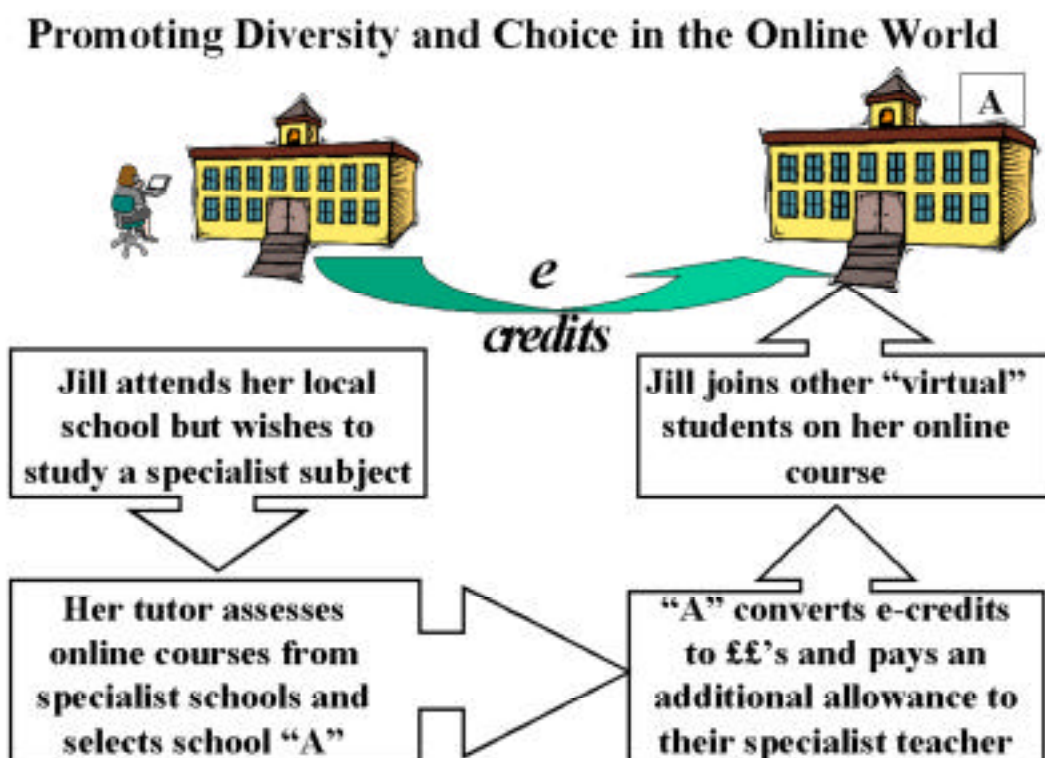 Promoting Diversity and Choice in the Online World
A
e
credits
Jill attends her local
school but wishes to
study a specialist subject
Her tutor assesses
online courses from
specialist schools and
selects school “A”
“A” converts e-credits
to ££’s and pays an
additional allowance to
their specialist teacher
Jill joins other “virtual”
students on her online
course